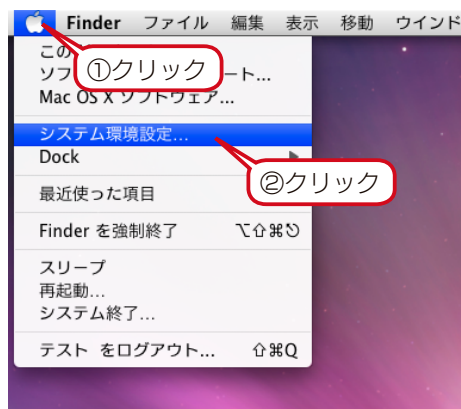 Finder ファイル 編集 表示 移動 ウインド
この
①クリック
ソフ ート...
Mac OS X ソフトウェア...
システム環境設定...
Dock
②クリック
最近使った項目
Finder を強制終了 ⌥⇧⌘⎋
スリープ
再起動...
システム終了...
テスト をログアウト... ⇧⌘Q